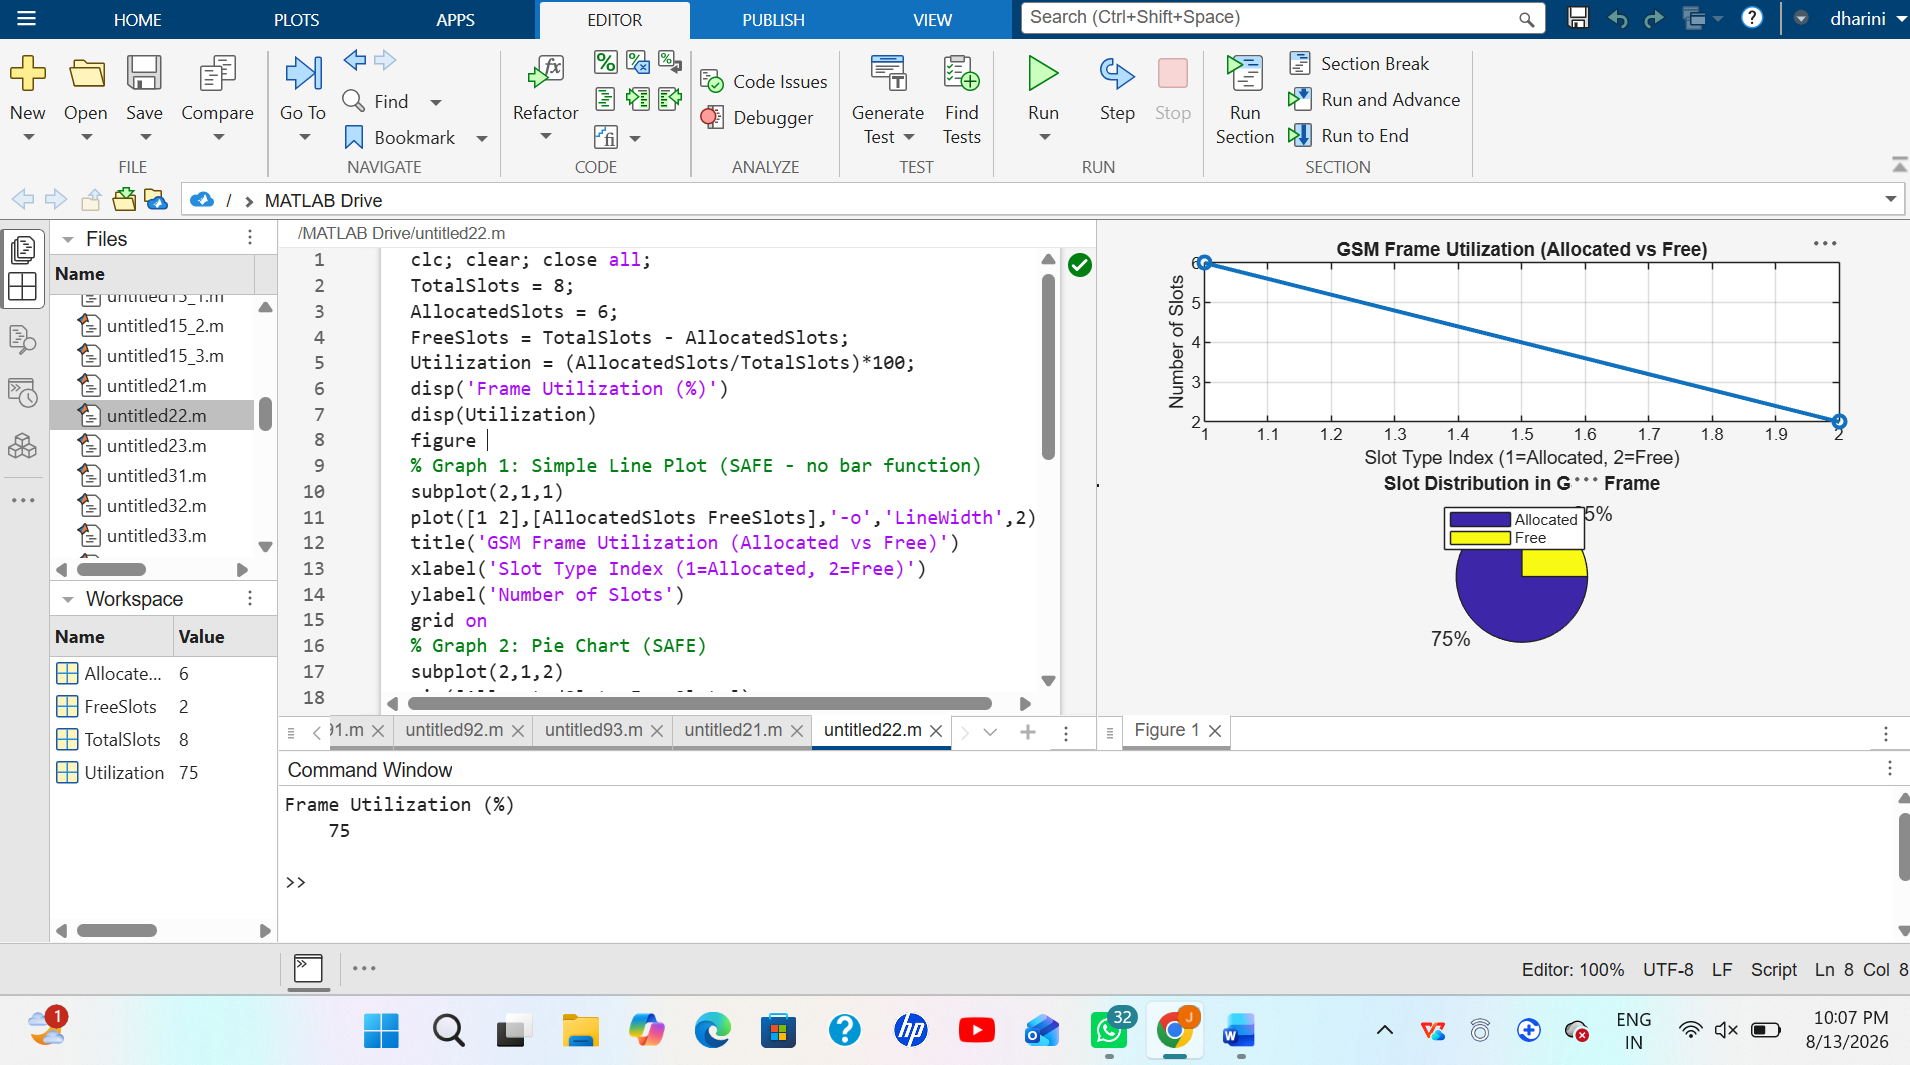 HOME
PLOTS
APPS
EDITOR
PUBLISH
VIEW
Search (Ctrl+Shift+Space)
dharini
New
Open
Save
Compare
FILE
Go To
Find
Bookmark
NAVIGATE
Refactor
CODE
Code Issues
Debugger
ANALYZE
Generate Test
Find Tests
TEST
Run
Step
Stop
RUN
Run Section
Section Break
Run and Advance
Run to End
SECTION
/ MATLAB Drive
Files
Name
untitled15_2.m
untitled15_3.m
untitled21.m
untitled22.m
untitled23.m
untitled31.m
untitled32.m
untitled33.m
Workspace
Name Value
Allocate... 6
FreeSlots 2
TotalSlots 8
Utilization 75
/MATLAB Drive/untitled22.m
1 clc; clear; close all;
2 TotalSlots = 8;
3 AllocatedSlots = 6;
4 FreeSlots = TotalSlots - AllocatedSlots;
5 Utilization = (AllocatedSlots/TotalSlots)*100;
6 disp('Frame Utilization (%)')
7 disp(Utilization)
8 figure
9 % Graph 1: Simple Line Plot (SAFE - no bar function)
10 subplot(2,1,1)
11 plot([1 2],[AllocatedSlots FreeSlots],'-o','LineWidth',2)
12 title('GSM Frame Utilization (Allocated vs Free)')
13 xlabel('Slot Type Index (1=Allocated, 2=Free)')
14 ylabel('Number of Slots')
15 grid on
16 % Graph 2: Pie Chart (SAFE)
17 subplot(2,1,2)
18
91.m
untitled92.m
untitled93.m
untitled21.m
untitled22.m
GSM Frame Utilization (Allocated vs Free)
Number of Slots
6
5
4
3
2
1 1.1 1.2 1.3 1.4 1.5 1.6 1.7 1.8 1.9 2
Slot Type Index (1=Allocated, 2=Free)
Slot Distribution in G Frame
5%
Allocated
Free
75%
Figure 1
Command Window
Frame Utilization (%)
75
>>
Editor: 100% UTF-8 LF Script Ln 8 Col 8
1
32
J
ENG
IN
10:07 PM
8/13/2026